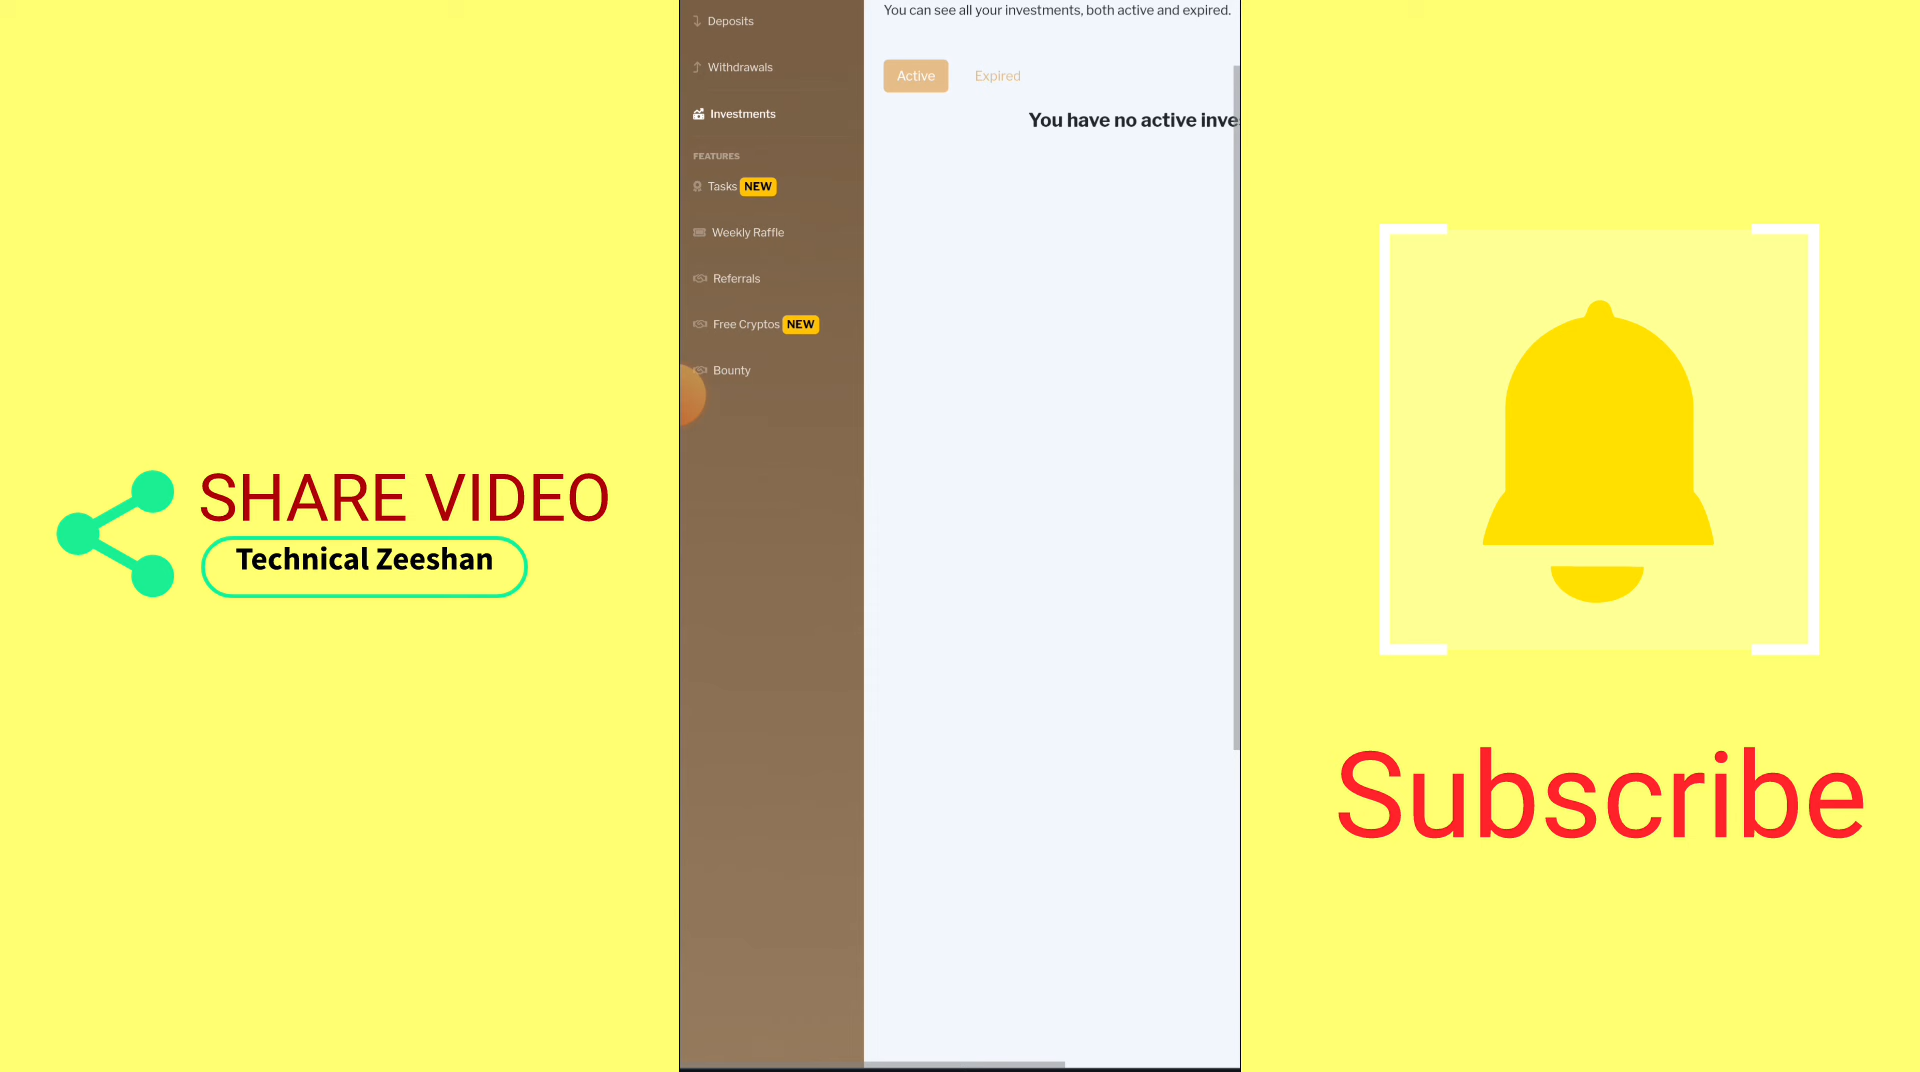 SHARE VIDEO
Technical Zeeshan
Deposits
Withdrawals
Investments
FEATURES
Tasks NEW
Weekly Raffle
Referrals
Free Cryptos NEW
Bounty
You can see all your investments, both active and expired.
Active Expired
You have no active inve
Subscribe